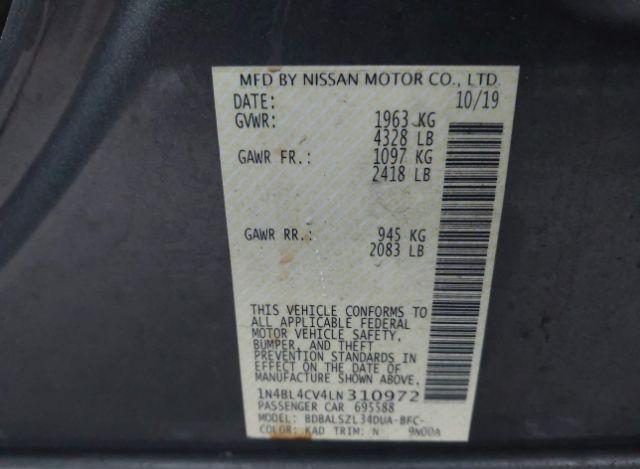 MFD BY NISSAN MOTOR CO., LTD.
DATE: 10/19
GVWR: 1963 KG
4328 LB
GAWR FR.: 1097 KG
2418 LB
GAWR RR.: 945 KG
2083 LB
THIS VEHICLE CONFORMS TO
ALL APPLICABLE FEDERAL
MOTOR VEHICLE SAFETY,
BUMPER, AND THEFT
PREVENTION STANDARDS IN
EFFECT ON THE DATE OF
MANUFACTURE SHOWN ABOVE.
1N4BL4CV4LN310972
PASSENGER CAR 695588
MODEL: BDBALSZL34DUA-BFC-
COLOR: KAD TRIM: N 9N00A